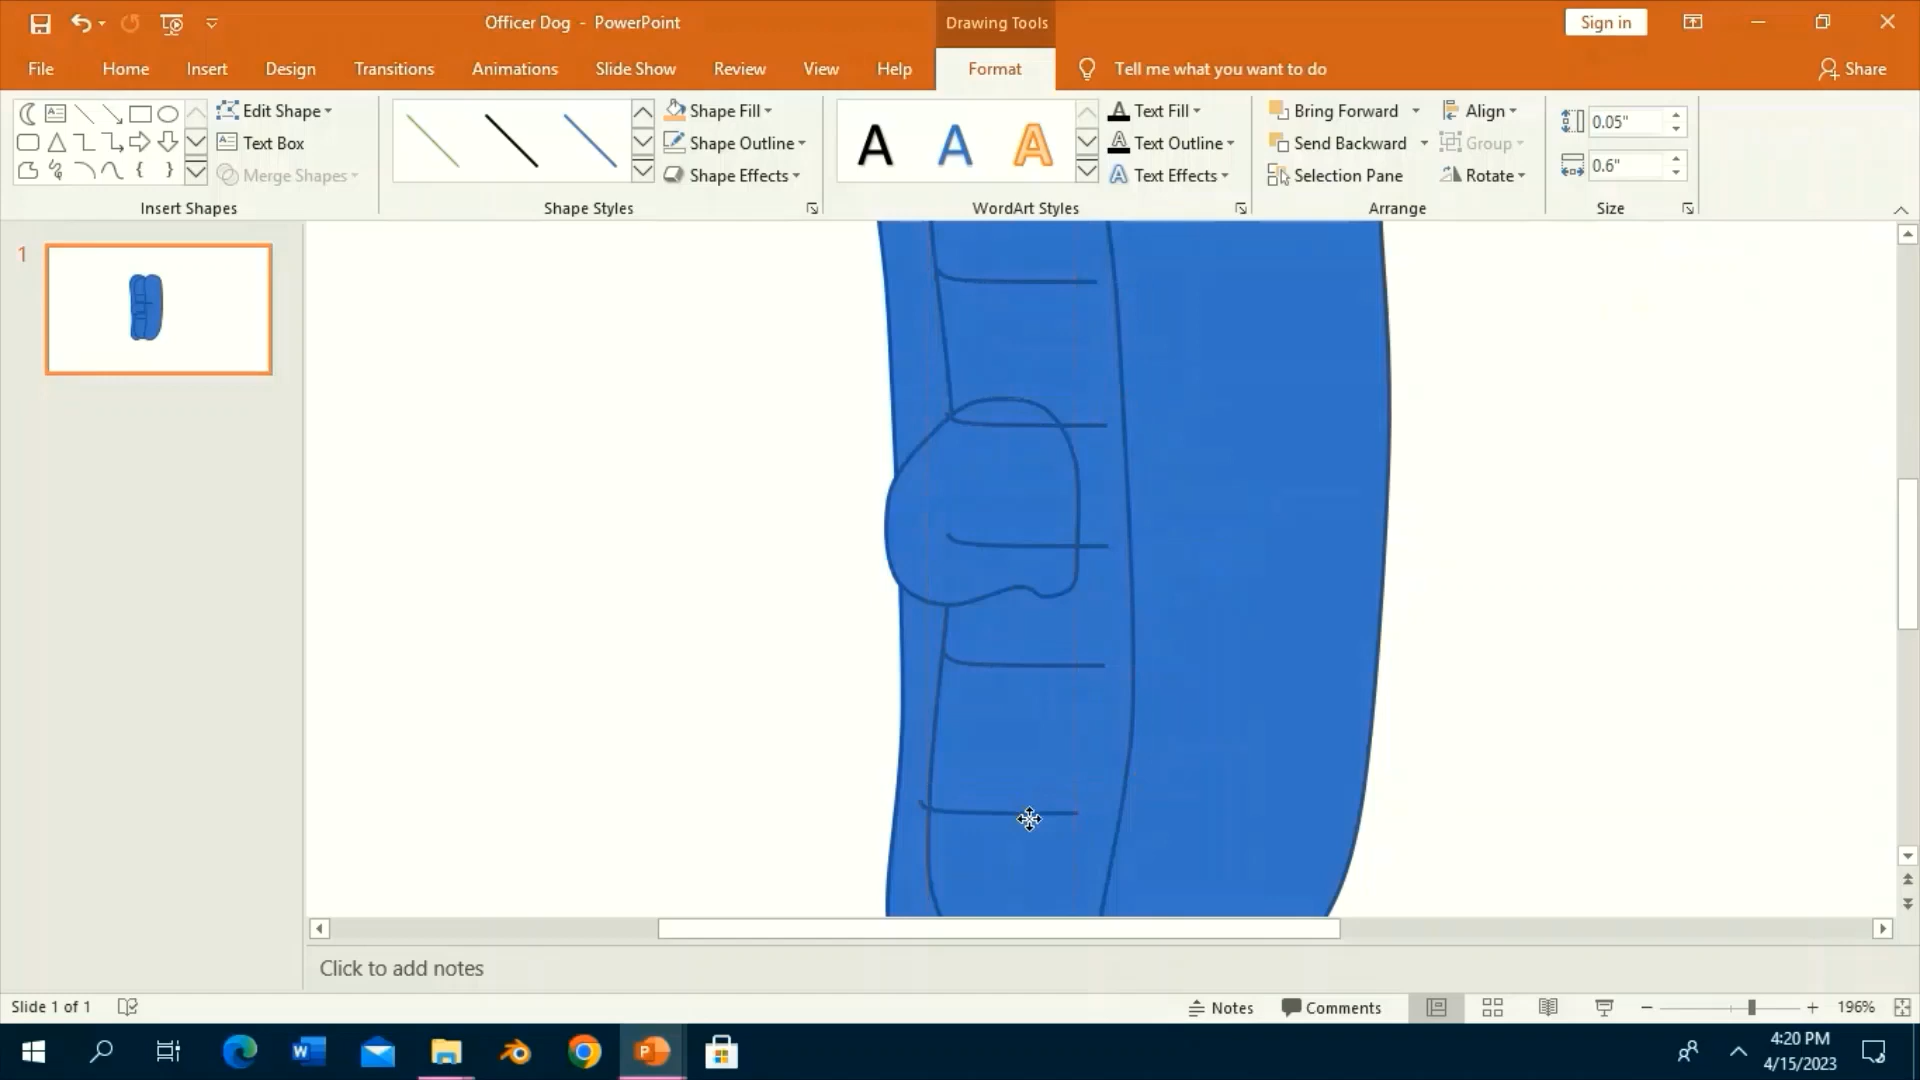 Officer Dog - PowerPoint
Drawing Tools
Sign in
File Home Insert Design Transitions Animations Slide Show Review View Help Format Tell me what you want to do Share
Edit Shape
Text Box
Merge Shapes
Insert Shapes
Shape Fill
Shape Outline
Shape Effects
Shape Styles
A A A
Text Fill
Text Outline
Text Effects
WordArt Styles
Bring Forward
Send Backward
Selection Pane
Align
Group
Rotate
Arrange
0.05"
0.6"
Size
1
Click to add notes
Slide 1 of 1
Notes
Comments
196%
4:20 PM
4/15/2023